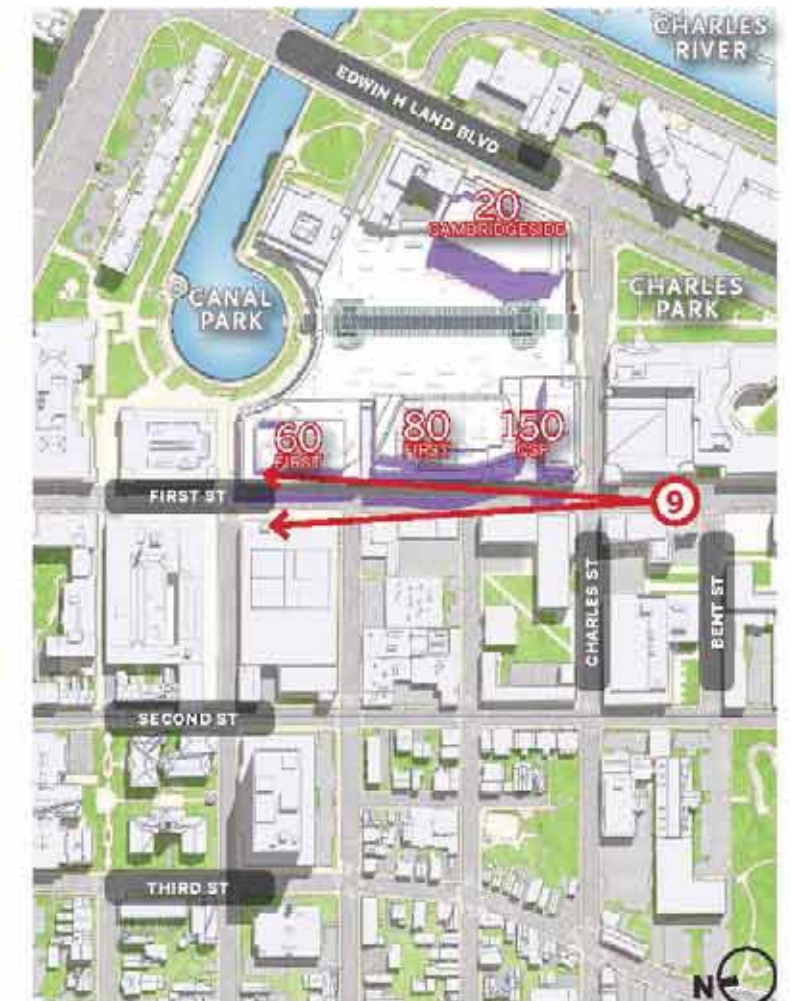 CHARLES
RIVER
EDWIN H LAND BLVD
20
CAMBRIDGESIDE
CANAL
PARK
CHARLES
PARK
60
FIRST
80
FIRST
150
CSP
FIRST ST
9
CHARLES ST
BENT ST
SECOND ST
THIRD ST
N